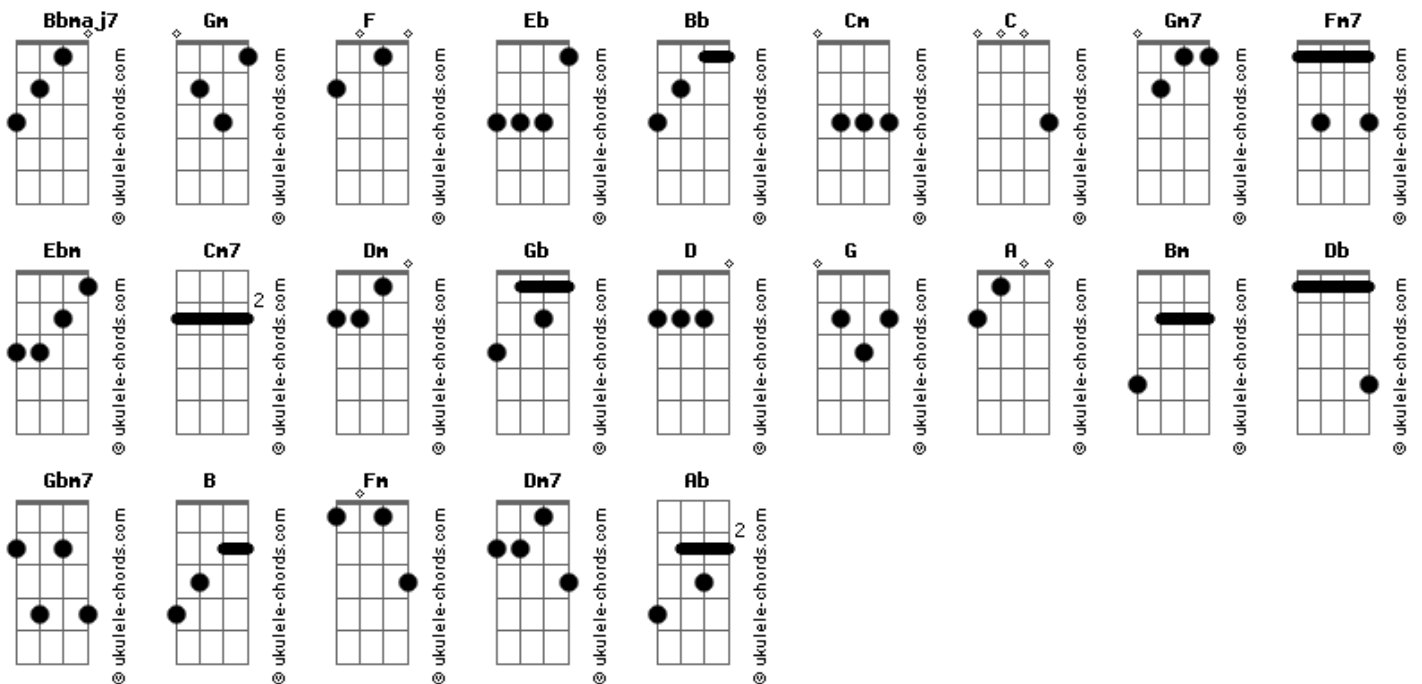 Bbmaj7 Gm F Eb Bb Cm C Gm7 Fm7
© ukulele-chords.com © ukulele-chords.com © ukulele-chords.com © ukulele-chords.com © ukulele-chords.com © ukulele-chords.com © ukulele-chords.com © ukulele-chords.com © ukulele-chords.com
Ebm Cm7 Dm Gb D G A Bm Db
2
© ukulele-chords.com © ukulele-chords.com © ukulele-chords.com © ukulele-chords.com © ukulele-chords.com © ukulele-chords.com © ukulele-chords.com © ukulele-chords.com © ukulele-chords.com
Gbm7 B Fm Dm7 Ab
2
© ukulele-chords.com © ukulele-chords.com © ukulele-chords.com © ukulele-chords.com © ukulele-chords.com